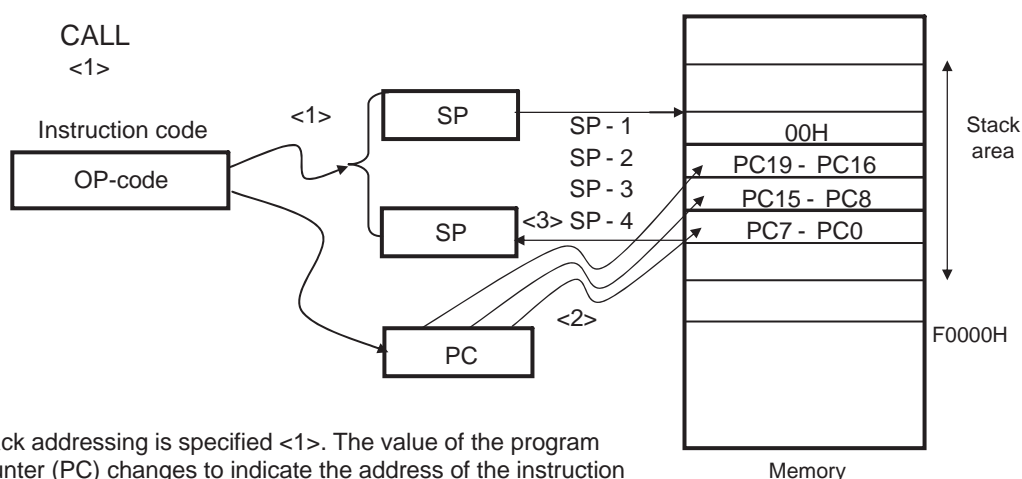 CALL
<1>
Instruction code
OP-code
<1>
SP
SP
<3>
SP - 1
SP - 2
SP - 3
SP - 4
<2>
PC
00H
PC19 - PC16
PC15 - PC8
PC7 - PC0
Stack
area
F0000H
Memory
addressing is specified <1>. The value of the program
(PC) changes to indicate the address of the instruction